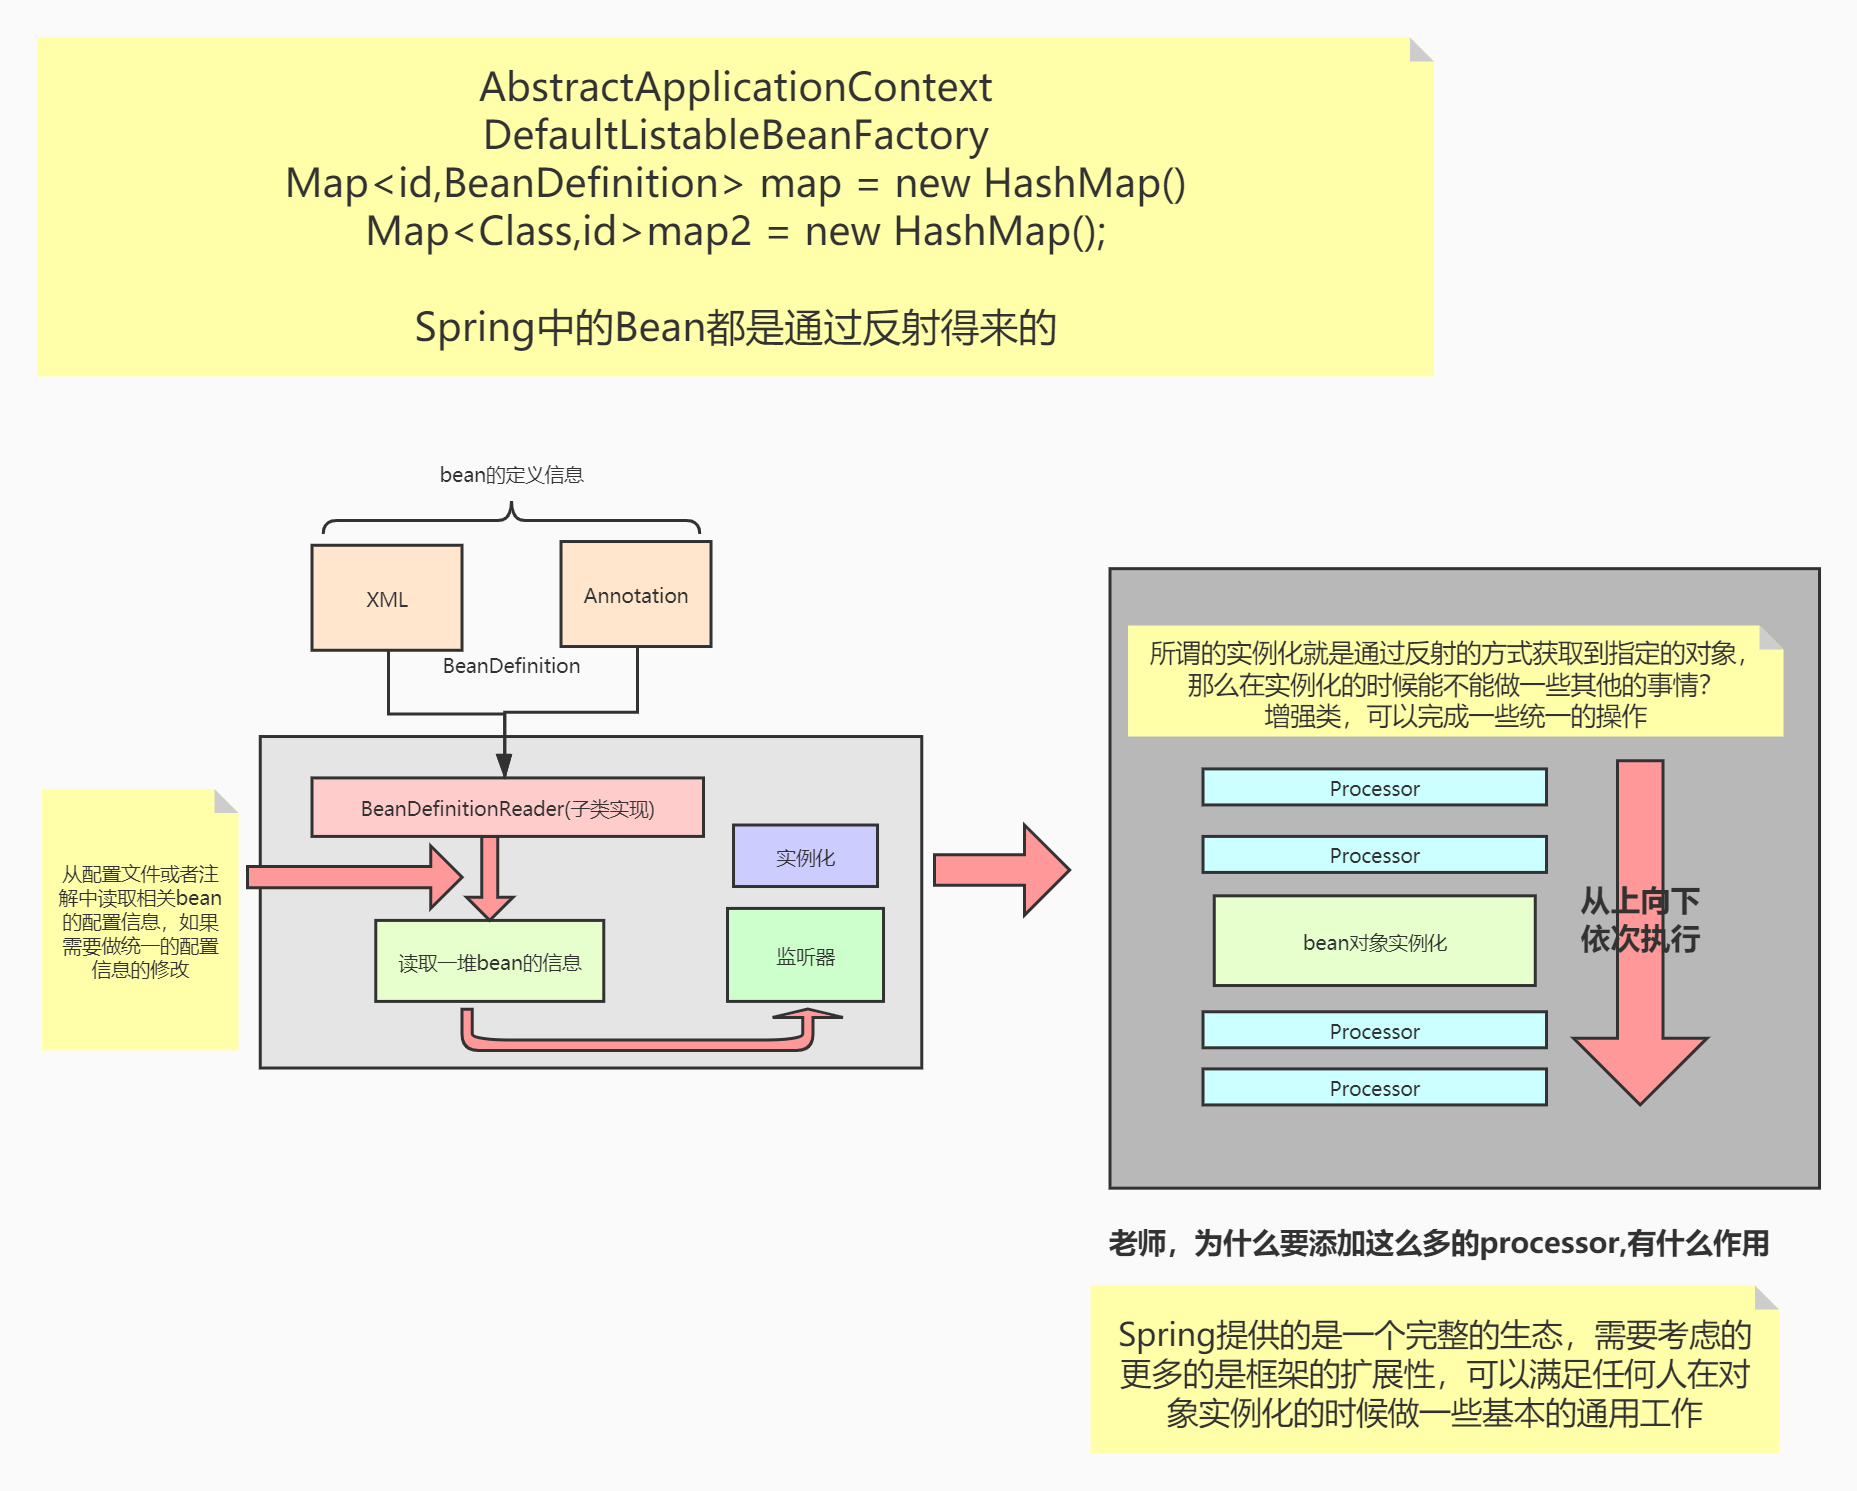 AbstractApplicationContext
DefaultListableBeanFactory
Map<id,BeanDefinition> map = new HashMap()
Map<Class,id>map2 = new HashMap();
Spring中的Bean都是通过反射得来的
bean的定义信息
XML
Annotation
BeanDefinition
BeanDefinitionReader(子类实现)
从配置文件或者注
解中读取相关bean
的配置信息，如果
需要做统一的配置
信息的修改
读取一堆bean的信息
实例化
监听器
所谓的实例化就是通过反射的方式获取到指定的对象，
那么在实例化的时候能不能做一些其他的事情？
增强类，可以完成一些统一的操作
Processor
Processor
bean对象实例化
Processor
Processor
从上向下
依次执行
老师，为什么要添加这么多的processor,有什么作用
Spring提供的是一个完整的生态，需要考虑的
更多的是框架的扩展性，可以满足任何人在对
象实例化的时候做一些基本的通用工作